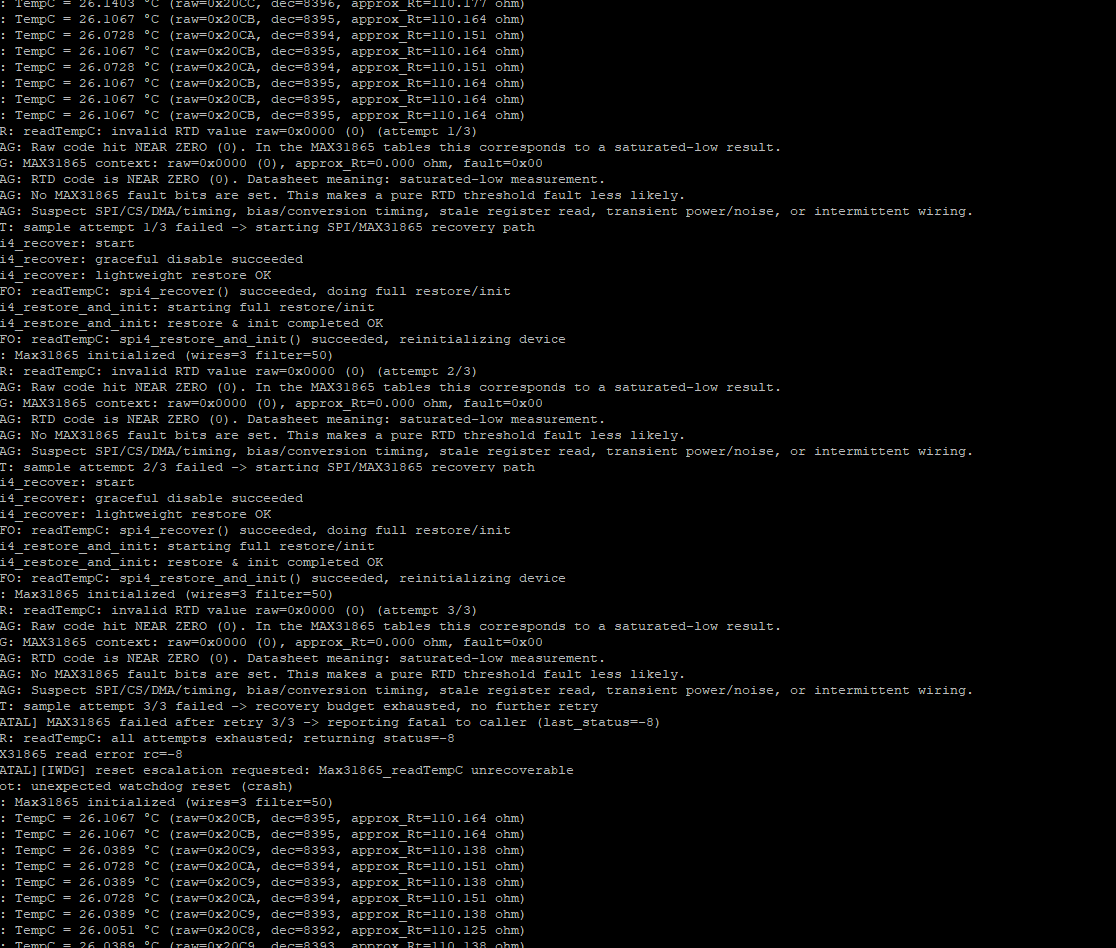 : TempC = 26.1403 °C (raw=0x20CC, dec=8396, approx_Rt=110.177 ohm)
: TempC = 26.1067 °C (raw=0x20CB, dec=8395, approx_Rt=110.164 ohm)
: TempC = 26.0728 °C (raw=0x20CA, dec=8394, approx_Rt=110.151 ohm)
: TempC = 26.1067 °C (raw=0x20CB, dec=8395, approx_Rt=110.164 ohm)
: TempC = 26.0728 °C (raw=0x20CA, dec=8394, approx_Rt=110.151 ohm)
: TempC = 26.1067 °C (raw=0x20CB, dec=8395, approx_Rt=110.164 ohm)
: TempC = 26.1067 °C (raw=0x20CB, dec=8395, approx_Rt=110.164 ohm)
: TempC = 26.1067 °C (raw=0x20CB, dec=8395, approx_Rt=110.164 ohm)
R: readTempC: invalid RTD value raw=0x0000 (0) (attempt 1/3)
AG: Raw code hit NEAR ZERO (0). In the MAX31865 tables this corresponds to a saturated-low result.
G: MAX31865 context: raw=0x0000 (0), approx_Rt=0.000 ohm, fault=0x00
AG: RTD code is NEAR ZERO (0). Datasheet meaning: saturated-low measurement.
AG: No MAX31865 fault bits are set. This makes a pure RTD threshold fault less likely.
AG: Suspect SPI/CS/DMA/timing, bias/conversion timing, stale register read, transient power/noise, or intermittent wiring.
T: sample attempt 1/3 failed -> starting SPI/MAX31865 recovery path
i4_recover: start
i4_recover: graceful disable succeeded
i4_recover: lightweight restore OK
FO: readTempC: spi4_recover() succeeded, doing full restore/init
i4_restore_and_init: starting full restore/init
i4_restore_and_init: restore & init completed OK
FO: readTempC: spi4_restore_and_init() succeeded, reinitializing device
: Max31865 initialized (wires=3 filter=50)
R: readTempC: invalid RTD value raw=0x0000 (0) (attempt 2/3)
AG: Raw code hit NEAR ZERO (0). In the MAX31865 tables this corresponds to a saturated-low result.
G: MAX31865 context: raw=0x0000 (0), approx_Rt=0.000 ohm, fault=0x00
AG: RTD code is NEAR ZERO (0). Datasheet meaning: saturated-low measurement.
AG: No MAX31865 fault bits are set. This makes a pure RTD threshold fault less likely.
AG: Suspect SPI/CS/DMA/timing, bias/conversion timing, stale register read, transient power/noise, or intermittent wiring.
T: sample attempt 2/3 failed -> starting SPI/MAX31865 recovery path
i4_recover: start
i4_recover: graceful disable succeeded
i4_recover: lightweight restore OK
FO: readTempC: spi4_recover() succeeded, doing full restore/init
i4_restore_and_init: starting full restore/init
i4_restore_and_init: restore & init completed OK
FO: readTempC: spi4_restore_and_init() succeeded, reinitializing device
: Max31865 initialized (wires=3 filter=50)
R: readTempC: invalid RTD value raw=0x0000 (0) (attempt 3/3)
AG: Raw code hit NEAR ZERO (0). In the MAX31865 tables this corresponds to a saturated-low result.
G: MAX31865 context: raw=0x0000 (0), approx_Rt=0.000 ohm, fault=0x00
AG: RTD code is NEAR ZERO (0). Datasheet meaning: saturated-low measurement.
AG: No MAX31865 fault bits are set. This makes a pure RTD threshold fault less likely.
AG: Suspect SPI/CS/DMA/timing, bias/conversion timing, stale register read, transient power/noise, or intermittent wiring.
T: sample attempt 3/3 failed -> recovery budget exhausted, no further retry
ATAL] MAX31865 failed after retry 3/3 -> reporting fatal to caller (last_status=-8)
R: readTempC: all attempts exhausted; returning status=-8
X31865 read error rc=-8
ATAL][IWDG] reset escalation requested: Max31865_readTempC unrecoverable
ot: unexpected watchdog reset (crash)
: Max31865 initialized (wires=3 filter=50)
: TempC = 26.1067 °C (raw=0x20CB, dec=8395, approx_Rt=110.164 ohm)
: TempC = 26.1067 °C (raw=0x20CB, dec=8395, approx_Rt=110.164 ohm)
: TempC = 26.0389 °C (raw=0x20C9, dec=8393, approx_Rt=110.138 ohm)
: TempC = 26.0728 °C (raw=0x20CA, dec=8394, approx_Rt=110.151 ohm)
: TempC = 26.0389 °C (raw=0x20C9, dec=8393, approx_Rt=110.138 ohm)
: TempC = 26.0728 °C (raw=0x20CA, dec=8394, approx_Rt=110.151 ohm)
: TempC = 26.0389 °C (raw=0x20C9, dec=8393, approx_Rt=110.138 ohm)
: TempC = 26.0051 °C (raw=0x20C8, dec=8392, approx_Rt=110.125 ohm)
: TempC = 26.0389 °C (raw=0x20C9, dec=8393, approx_Rt=110.138 ohm)